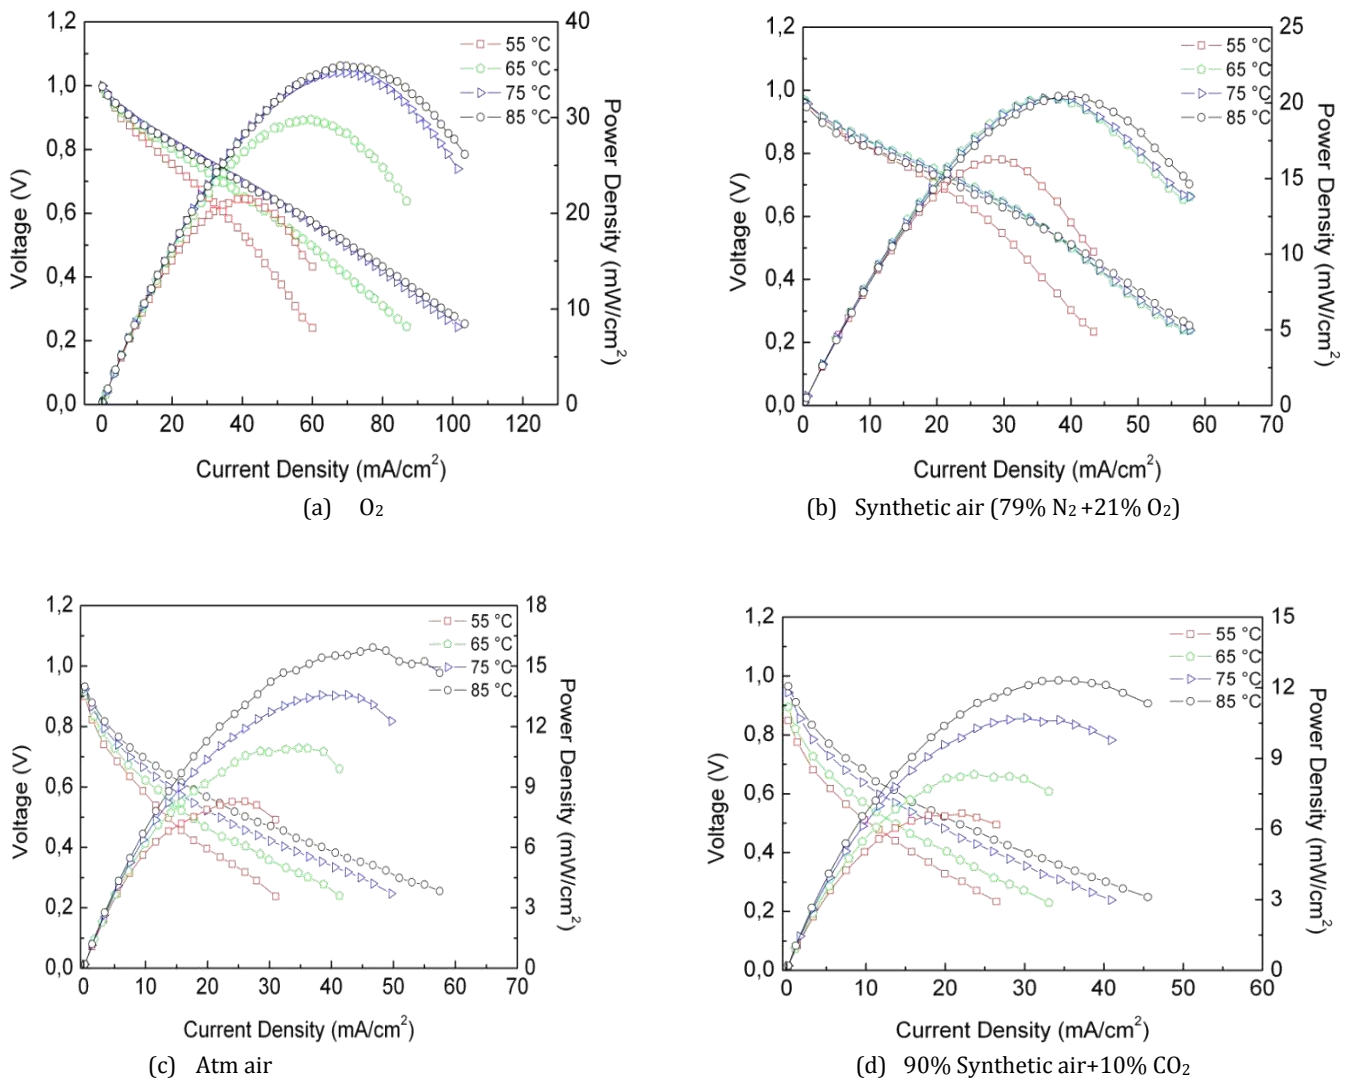 1,2
1,0
0,8
0,6
0,4
0,2
0,0
Voltage (V)
40
30
20
10
0
Power Density (mW/cm²)
55 °C
65 °C
75 °C
85 °C
0 20 40 60 80 100 120
Current Density (mA/cm²)
(a) O₂
1,2
1,0
0,8
0,6
0,4
0,2
0,0
Voltage (V)
25
20
15
10
5
0
Power Density (mW/cm²)
55 °C
65 °C
75 °C
85 °C
0 10 20 30 40 50 60 70
Current Density (mA/cm²)
(b) Synthetic air (79% N₂ +21% O₂)
1,2
1,0
0,8
0,6
0,4
0,2
0,0
Voltage (V)
18
15
12
9
6
3
0
Power Density (mW/cm²)
55 °C
65 °C
75 °C
85 °C
0 10 20 30 40 50 60 70
Current Density (mA/cm²)
(c) Atm air
1,2
1,0
0,8
0,6
0,4
0,2
0,0
Voltage (V)
15
12
9
6
3
0
Power Density (mW/cm²)
55 °C
65 °C
75 °C
85 °C
0 10 20 30 40 50 60
Current Density (mA/cm²)
(d) 90% Synthetic air+10% CO₂